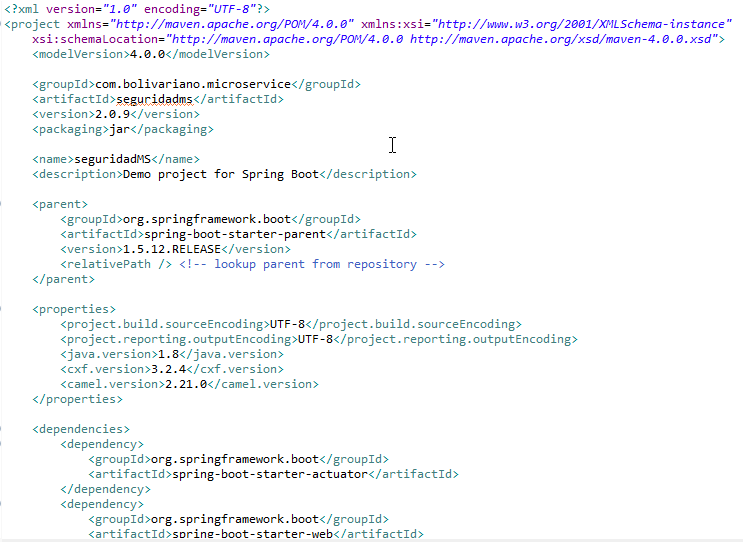 <?xml version="1.0" encoding="UTF-8"?>
<project xmlns="http://maven.apache.org/POM/4.0.0" xmlns:xsi="http://www.w3.org/2001/XMLSchema-instance"
xsi:schemaLocation="http://maven.apache.org/POM/4.0.0 http://maven.apache.org/xsd/maven-4.0.0.xsd">
<modelVersion>4.0.0</modelVersion>
<groupId>com.bolivariano.microservice</groupId>
<artifactId>seguridadms</artifactId>
<version>2.0.9</version>
<packaging>jar</packaging>
<name>seguridadMS</name>
<description>Demo project for Spring Boot</description>
<parent>
<groupId>org.springframework.boot</groupId>
<artifactId>spring-boot-starter-parent</artifactId>
<version>1.5.12.RELEASE</version>
<relativePath /> <!-- lookup parent from repository -->
</parent>
<properties>
<project.build.sourceEncoding>UTF-8</project.build.sourceEncoding>
<project.reporting.outputEncoding>UTF-8</project.reporting.outputEncoding>
<java.version>1.8</java.version>
<cxf.version>3.2.4</cxf.version>
<camel.version>2.21.0</camel.version>
</properties>
<dependencies>
<dependency>
<groupId>org.springframework.boot</groupId>
<artifactId>spring-boot-starter-actuator</artifactId>
</dependency>
<dependency>
<groupId>org.springframework.boot</groupId>
<artifactId>spring-boot-starter-web</artifactId>